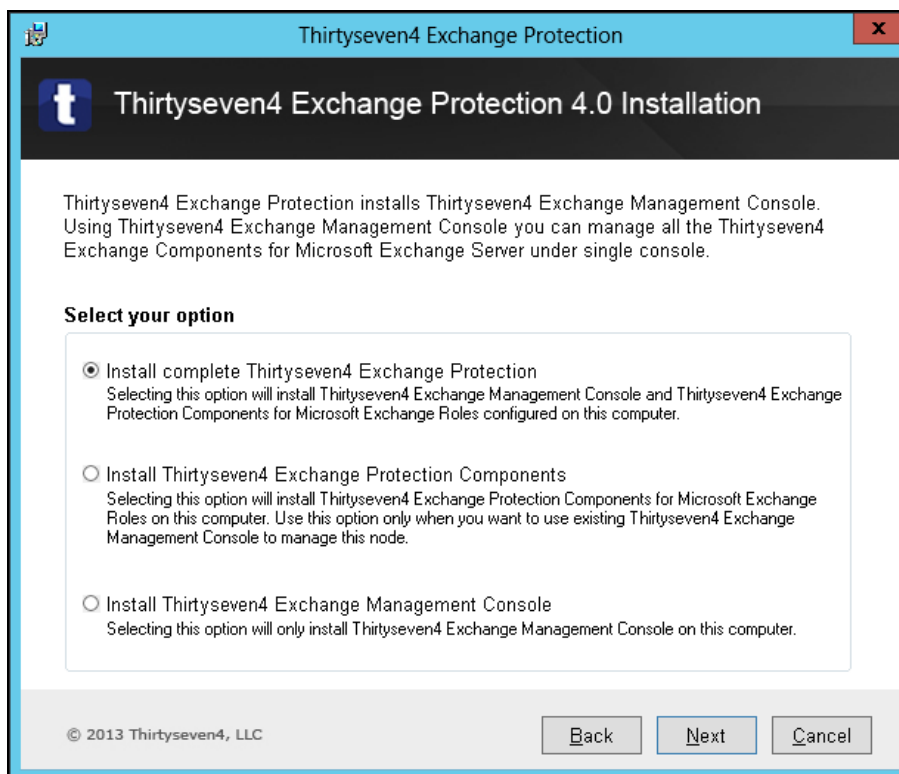 Thirtyseven4 Exchange Protection
x
t
Thirtyseven4 Exchange Protection 4.0 Installation
Thirtyseven4 Exchange Protection installs Thirtyseven4 Exchange Management Console.
Using Thirtyseven4 Exchange Management Console you can manage all the Thirtyseven4
Exchange Components for Microsoft Exchange Server under single console.
Select your option
Install complete Thirtyseven4 Exchange Protection
Selecting this option will install Thirtyseven4 Exchange Management Console and Thirtyseven4 Exchange
Protection Components for Microsoft Exchange Roles configured on this computer.
Install Thirtyseven4 Exchange Protection Components
Selecting this option will install Thirtyseven4 Exchange Protection Components for Microsoft Exchange
Roles on this computer. Use this option only when you want to use existing Thirtyseven4 Exchange
Management Console to manage this node.
Install Thirtyseven4 Exchange Management Console
Selecting this option will only install Thirtyseven4 Exchange Management Console on this computer.
© 2013 Thirtyseven4, LLC
Back
Next
Cancel